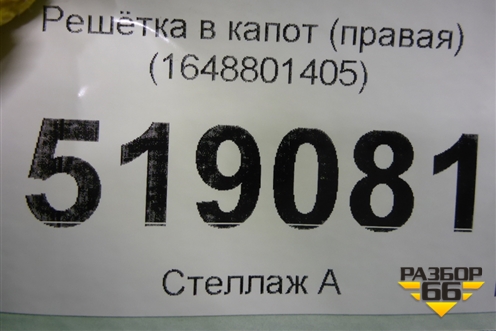 Решётка в капот (правая)
(1648801405)
519081
Стеллаж А
РАЗБОР
66